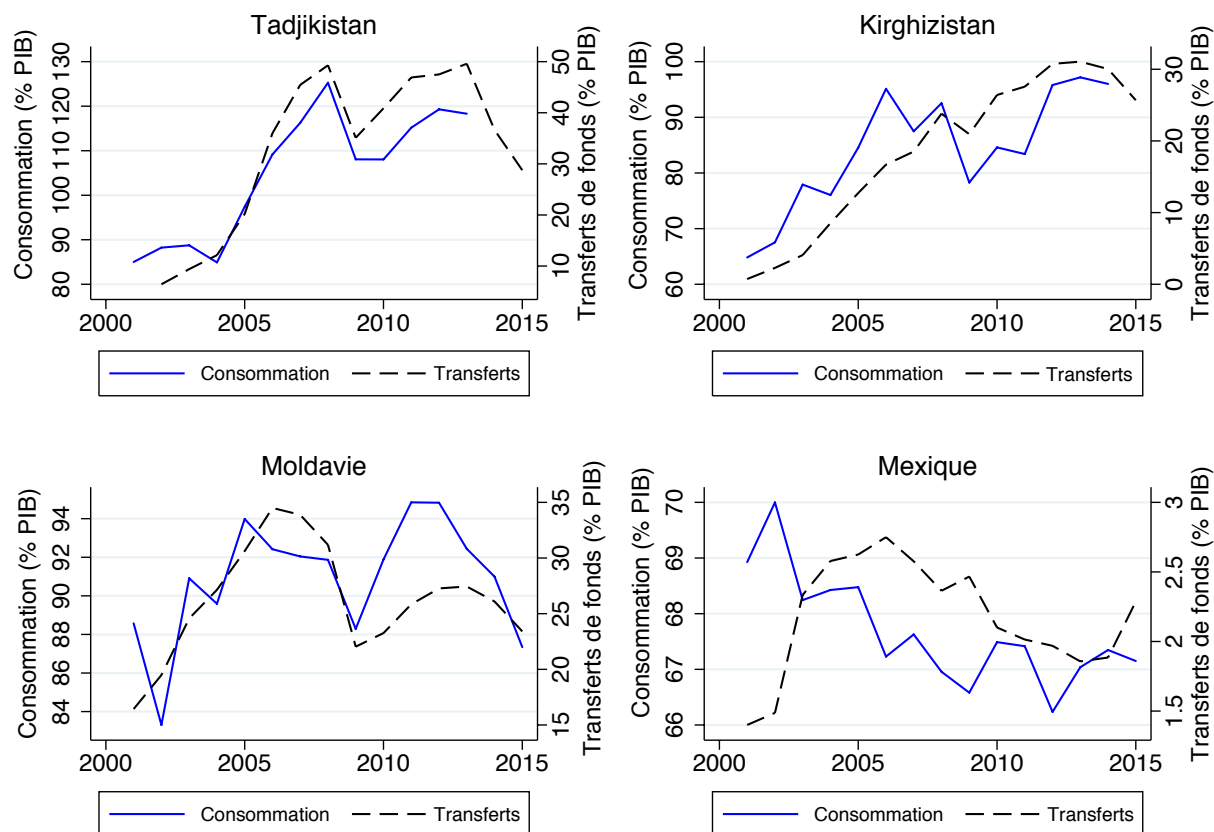 Tadjikistan
Consommation (% PIB)
80 90 100 110 120 130
10 20 30 40 50
Transferts de fonds (% PIB)
2000 2005 2010 2015
Consommation Transferts
Kirghizistan
Consommation (% PIB)
60 70 80 90 100
0 10 20 30
Transferts de fonds (% PIB)
2000 2005 2010 2015
Consommation Transferts
Moldavie
Consommation (% PIB)
84 86 88 90 92 94
15 20 25 30 35
Transferts de fonds (% PIB)
2000 2005 2010 2015
Consommation Transferts
Mexique
Consommation (% PIB)
66 67 68 69 70
1.5 2 2.5 3
Transferts de fonds (% PIB)
2000 2005 2010 2015
Consommation Transferts